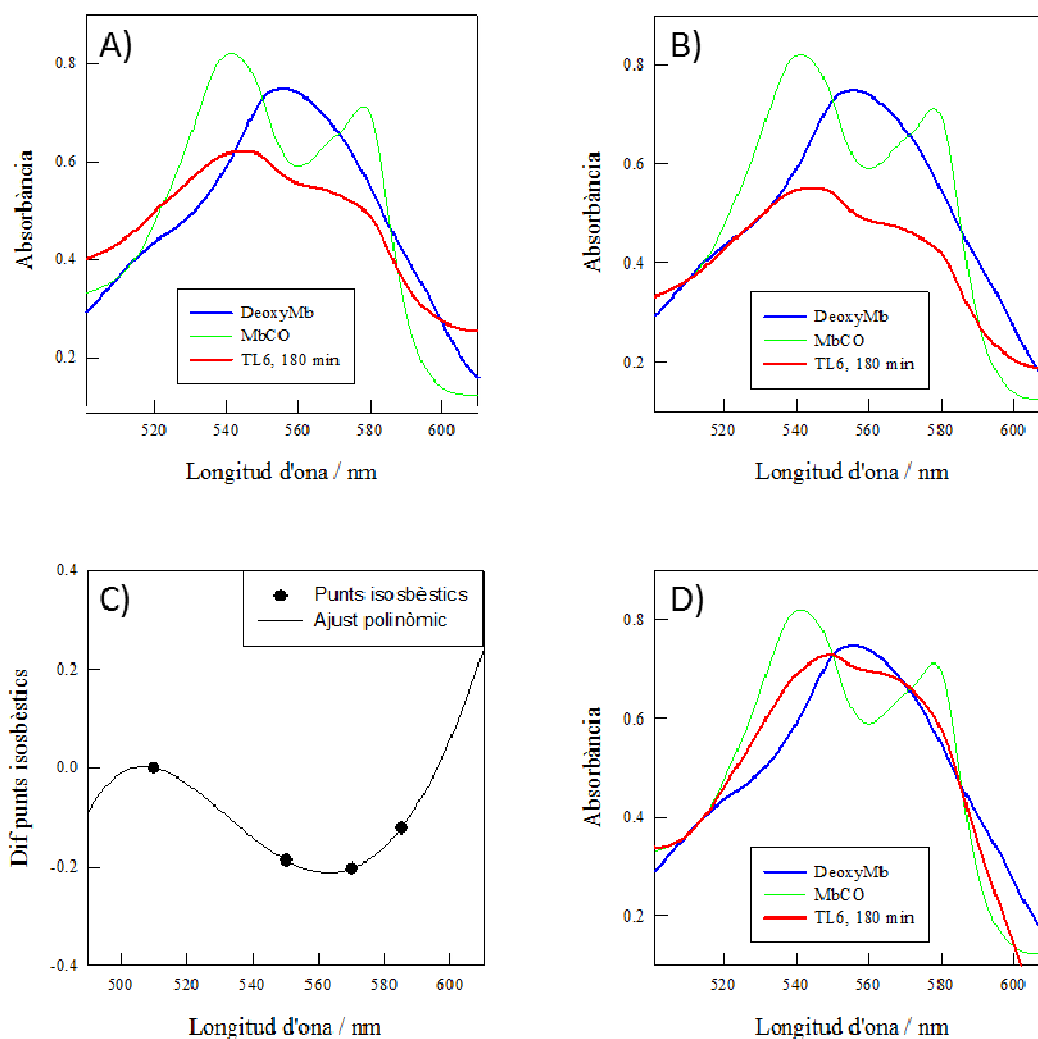 A)
0.8
0.6
0.4
0.2
Absorbància
DeoxyMb
MbCO
TL6, 180 min
520 540 560 580 600
Longitud d'ona / nm
B)
0.8
0.6
0.4
0.2
Absorbància
DeoxyMb
MbCO
TL6, 180 min
520 540 560 580 600
Longitud d'ona / nm
C)
0.4
0.2
0.0
-0.2
-0.4
Dif punts isosbèstics
Punts isosbèstics
Ajust polinòmic
500 520 540 560 580 600
Longitud d'ona / nm
D)
0.8
0.6
0.4
0.2
Absorbància
DeoxyMb
MbCO
TL6, 180 min
520 540 560 580 600
Longitud d'ona / nm